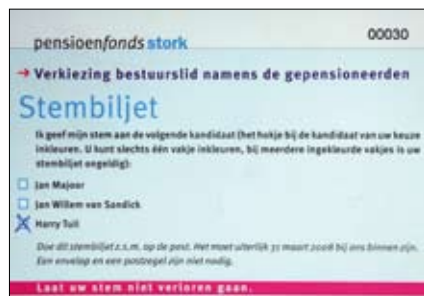 pensioenfonds stork
00030
→ Verkiezing bestuurslid namens de gepensioneerden
Stembiljet
Ik geef mijn stem aan de volgende kandidaat (het hokje bij de kandidaat van uw keuze
inkleuren. U kunt slechts één vakje inkleuren, bij meerdere ingekleurde vakjes is uw
stembiljet ongeldig):
Jan Majoor
Jan Willem van Sandick
Harry Tuil
Doe dit stembiljet z.s.m. op de post. Het moet uiterlijk 31 maart 2008 bij ons binnen zijn.
Een envelop en een postzegel zijn niet nodig.
Laat uw stem niet verloren gaan.